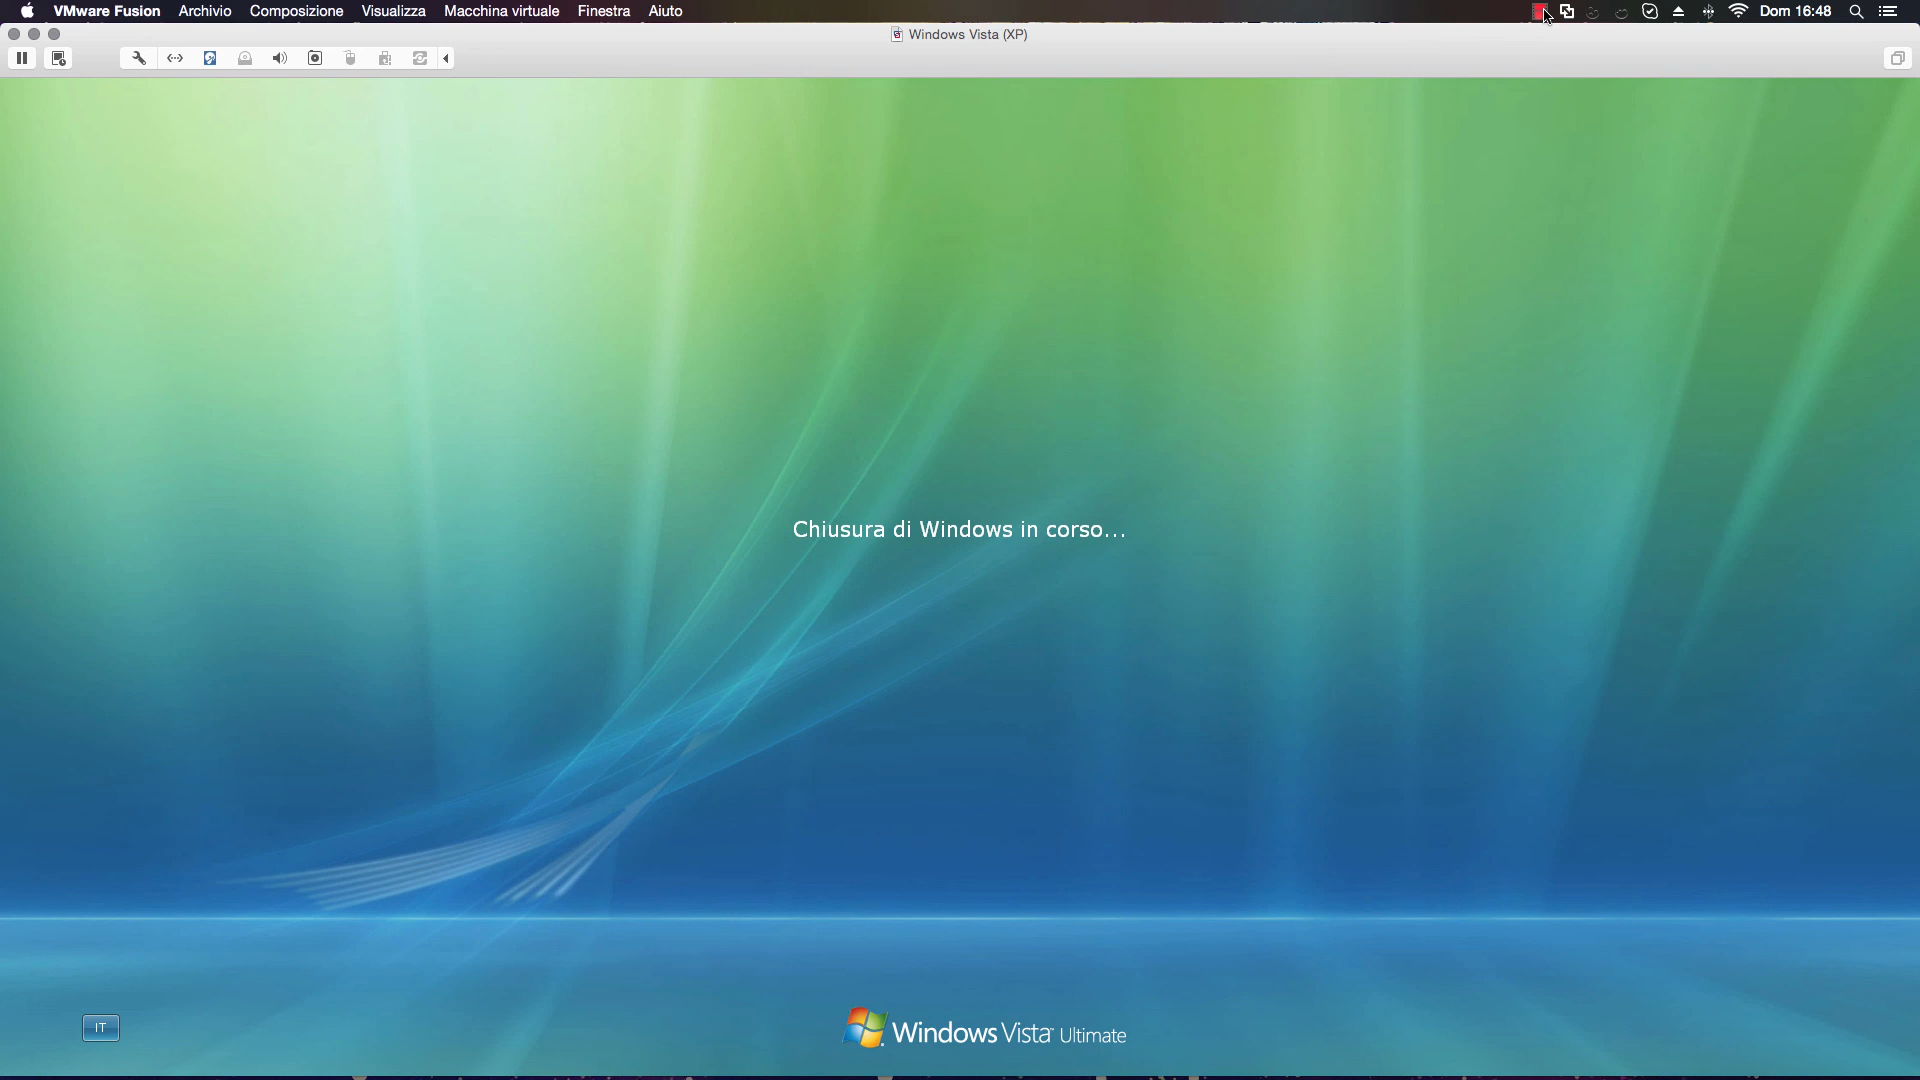 VMware Fusion Archivio Composizione Visualizza Macchina virtuale Finestra Aiuto Dom 16:48
Windows Vista (XP)
Chiusura di Windows in corso...
IT
Windows Vista™ Ultimate